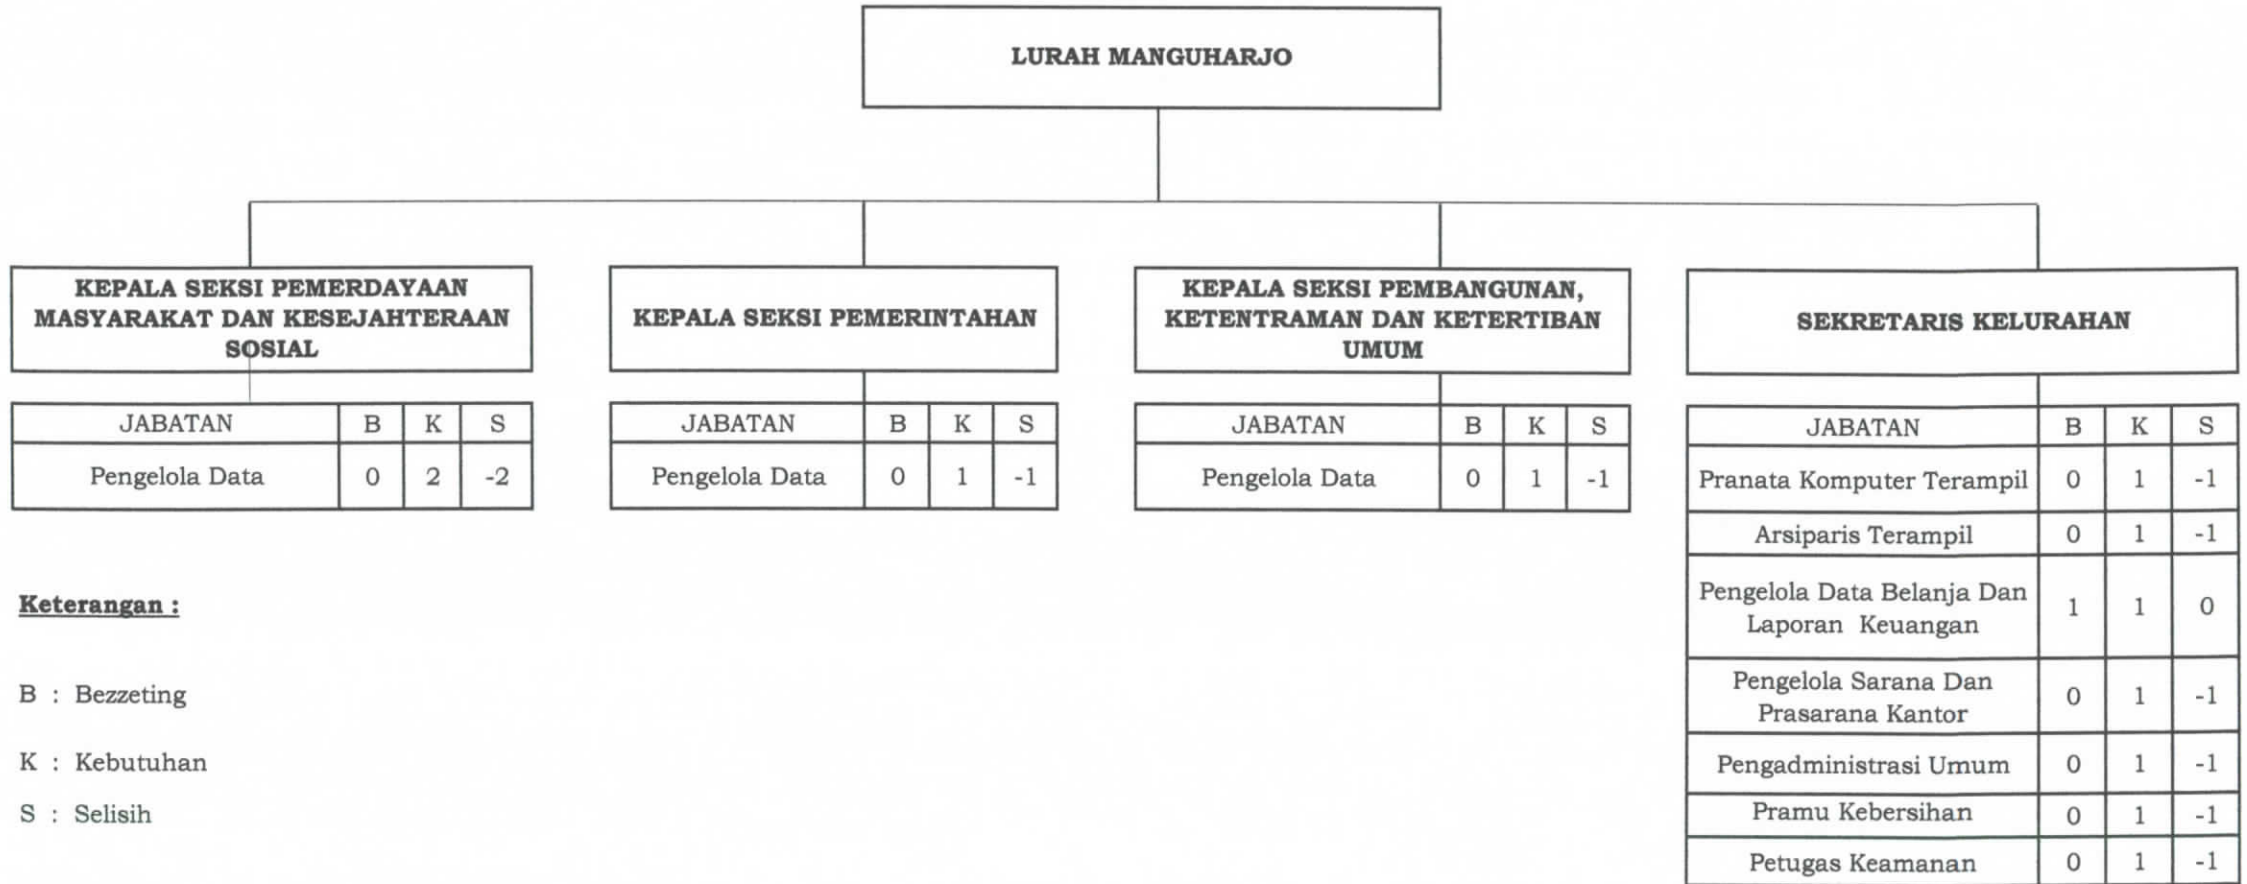 LURAH MANGUHARJO
KEPALA SEKSI PEMERDAYAAN
MASYARAKAT DAN KESEJAHTERAAN
SOSIAL
JABATAN B K S
Pengelola Data 0 2 -2
KEPALA SEKSI PEMERINTAHAN
JABATAN B K S
Pengelola Data 0 1 -1
KEPALA SEKSI PEMBANGUNAN,
KETENTRAMAN DAN KETERTIBAN
UMUM
JABATAN B K S
Pengelola Data 0 1 -1
SEKRETARIS KELURAHAN
JABATAN B K S
Pranata Komputer Terampil 0 1 -1
Arsiparis Terampil 0 1 -1
Pengelola Data Belanja Dan
Laporan Keuangan 1 1 0
Pengelola Sarana Dan
Prasarana Kantor 0 1 -1
Pengadministrasi Umum 0 1 -1
Pramu Kebersihan 0 1 -1
Petugas Keamanan 0 1 -1
Keterangan :
B : Bezzeting
K : Kebutuhan
S : Selisih